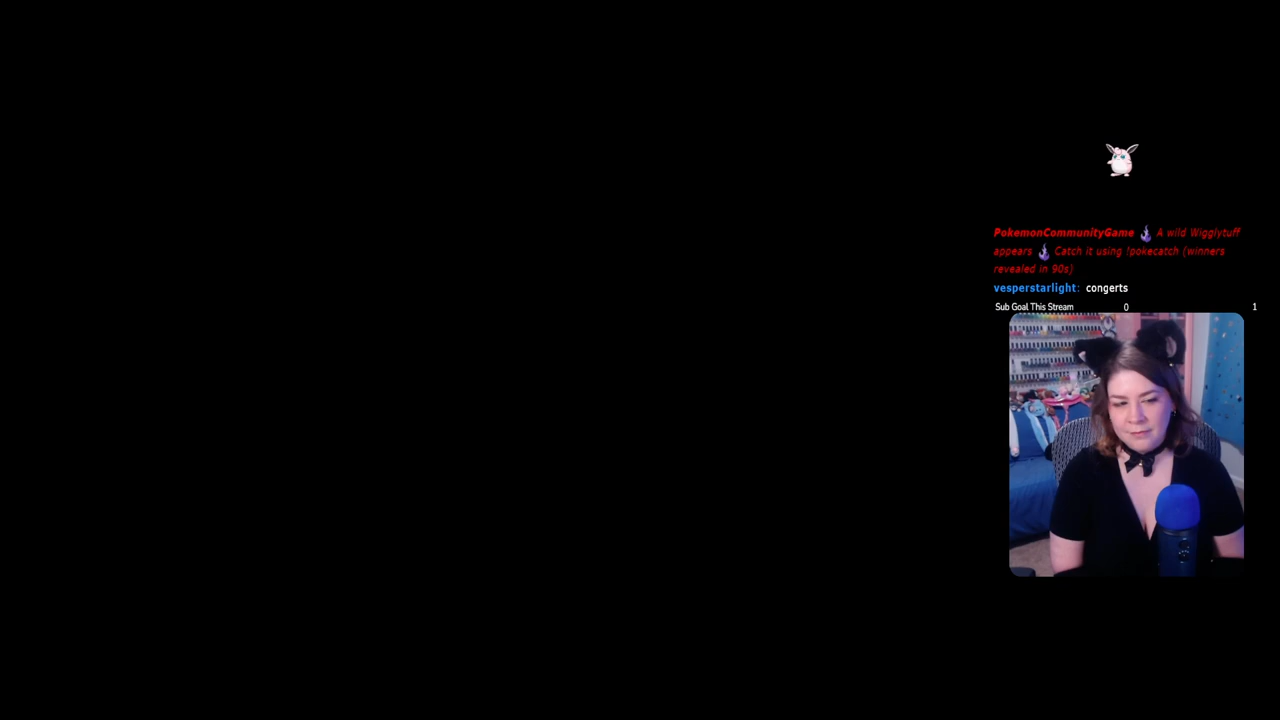 PokemonCommunityGame A wild Wigglytuff
appears Catch it using !pokecatch (winners
revealed in 90s)
vesperstarlight: congerts
Sub Goal This Stream 0 1